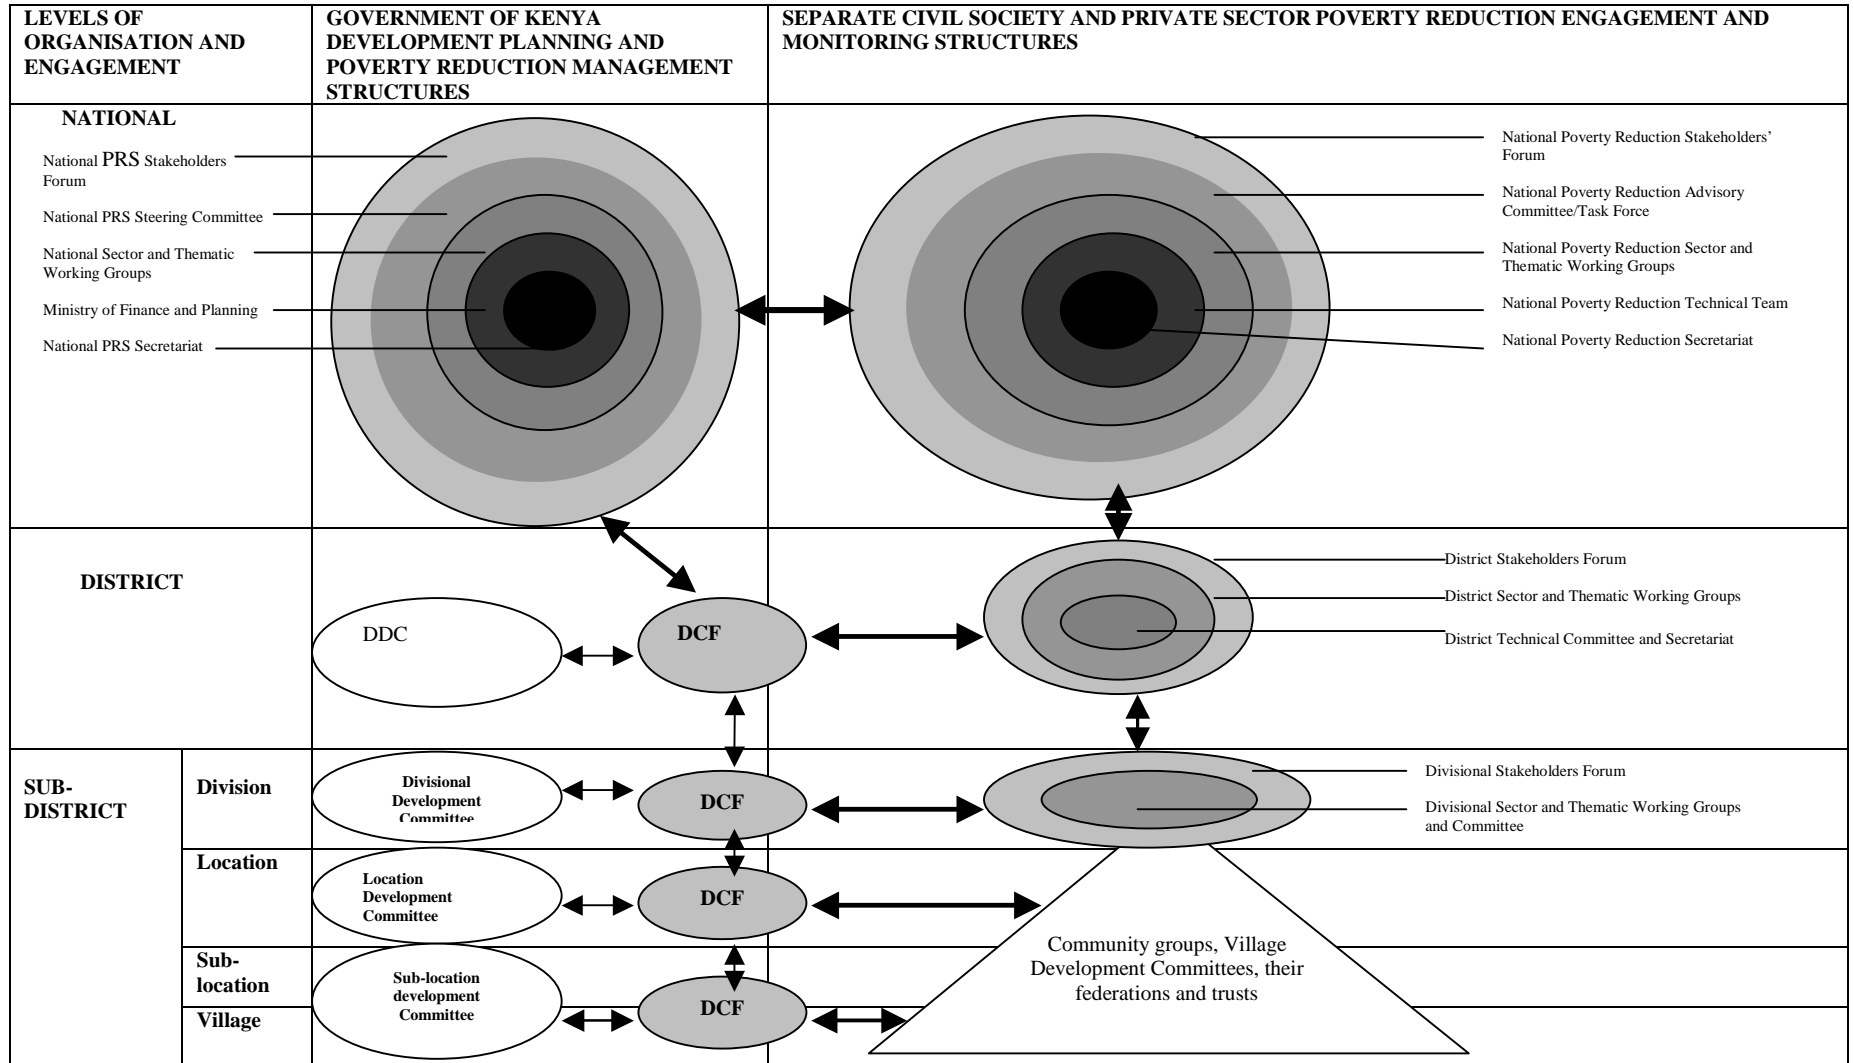 LEVELS OF
ORGANISATION AND
ENGAGEMENT
GOVERNMENT OF KENYA
DEVELOPMENT PLANNING AND
POVERTY REDUCTION MANAGEMENT
STRUCTURES
SEPARATE CIVIL SOCIETY AND PRIVATE SECTOR POVERTY REDUCTION ENGAGEMENT AND
MONITORING STRUCTURES
NATIONAL
National PRS Stakeholders
Forum
National PRS Steering Committee
National Sector and Thematic
Working Groups
Ministry of Finance and Planning
National PRS Secretariat
National Poverty Reduction Stakeholders’
Forum
National Poverty Reduction Advisory
Committee/Task Force
National Poverty Reduction Sector and
Thematic Working Groups
National Poverty Reduction Technical Team
National Poverty Reduction Secretariat
DISTRICT
DDC
DCF
District Stakeholders Forum
District Sector and Thematic Working Groups
District Technical Committee and Secretariat
SUB-
DISTRICT
Division
Divisional
Development
Committee
DCF
Divisional Stakeholders Forum
Divisional Sector and Thematic Working Groups
and Committee
Location
Location
Development
Committee
DCF
Community groups, Village
Development Committees, their
federations and trusts
Sub-
location
Sub-location
development
Committee
DCF
Village